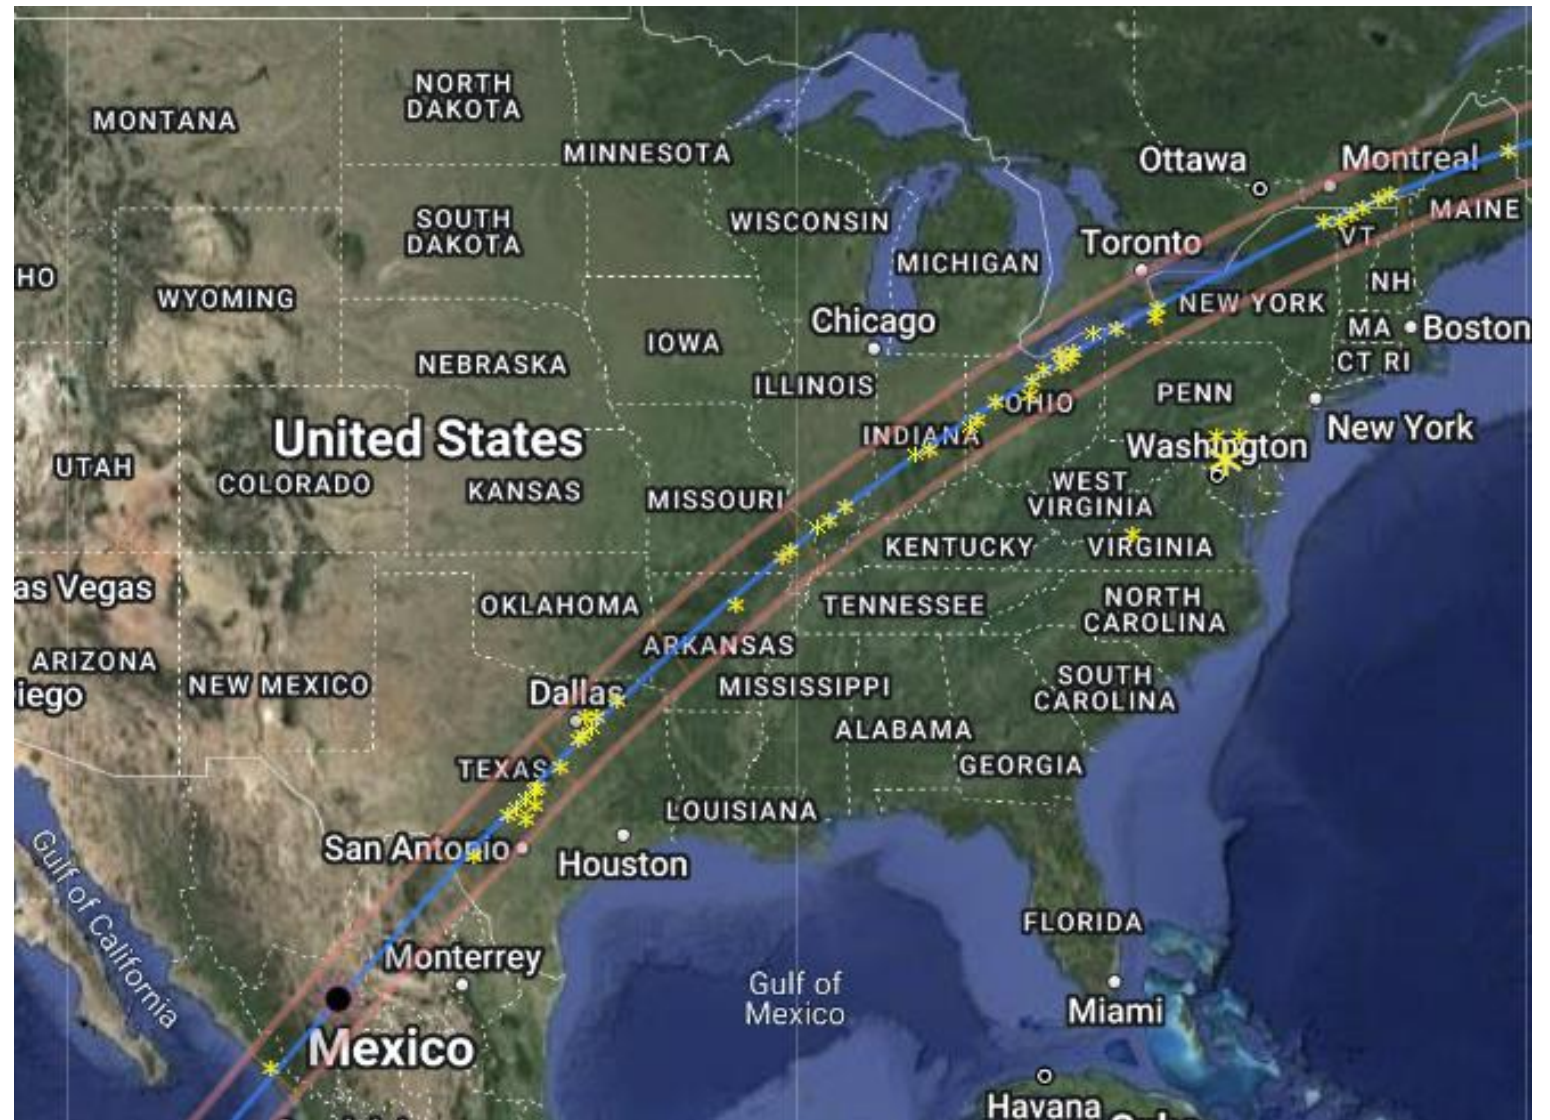 NORTH
DAKOTA
MONTANA
MINNESOTA
Ottawa
Montreal
SOUTH
DAKOTA
WISCONSIN
MAINE
VT
Toronto
MICHIGAN
HO
NH
WYOMING
NEW YORK
Chicago
IOWA
MA
Boston
CT RI
NEBRASKA
ILLINOIS
PENN
OHIO
New York
United States
INDIANA
Washington
UTAH
COLORADO
KANSAS
MISSOURI
WEST
VIRGINIA
KENTUCKY
VIRGINIA
as Vegas
OKLAHOMA
TENNESSEE
NORTH
CAROLINA
ARKANSAS
ARIZONA
iego
NEW MEXICO
Dallas
MISSISSIPPI
SOUTH
CAROLINA
ALABAMA
TEXAS
GEORGIA
LOUISIANA
San Antonio
Houston
Gulf of California
FLORIDA
Monterrey
Gulf of
Mexico
Miami
Mexico
Havana